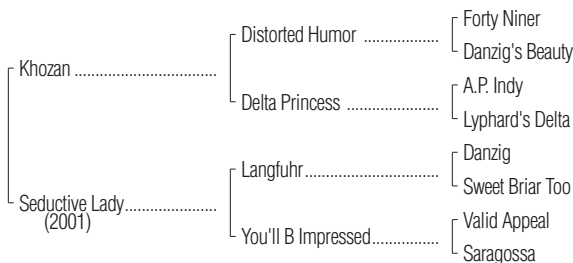 Forty Niner
Distorted Humor ..................
Danzig's Beauty
Khozan .................................
A.P. Indy
Delta Princess ......................
Lyphard's Delta
Danzig
Langfuhr................................
Sweet Briar Too
Seductive Lady......................
(2001)
Valid Appeal
You'll B Impressed................
Saragossa